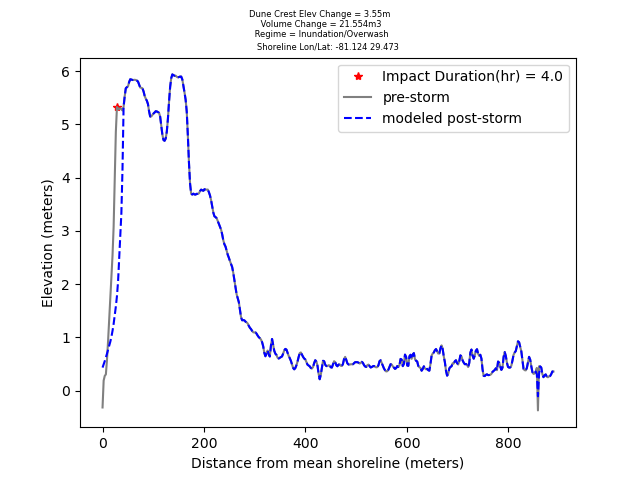 Dune Crest Elev Change = 3.55m
Volume Change = 21.554m3
Regime = Inundation/Overwash
Shoreline Lon/Lat: -81.124 29.473
Impact Duration(hr) = 4.0
pre-storm
modeled post-storm
6
5
4
3
2
1
0
Elevation (meters)
0 200 400 600 800
Distance from mean shoreline (meters)